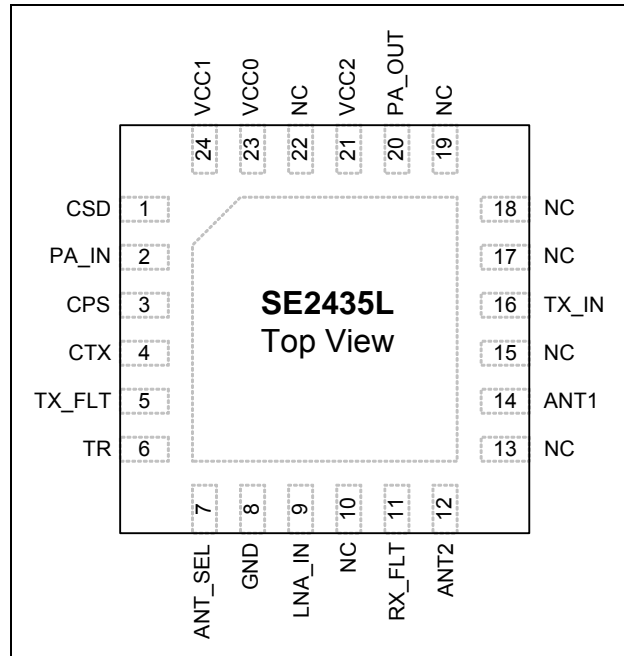 VCC1 VCC0 NC VCC2 PA_OUT NC
24 23 22 21 20 19
CSD 1
PA_IN 2
CPS 3
CTX 4
TX_FLT 5
TR 6
SE2435L
Top View
18 NC
17 NC
16 TX_IN
15 NC
14 ANT1
13 NC
7 8 9 10 11 12
ANT_SEL GND LNA_IN NC RX_FLT ANT2